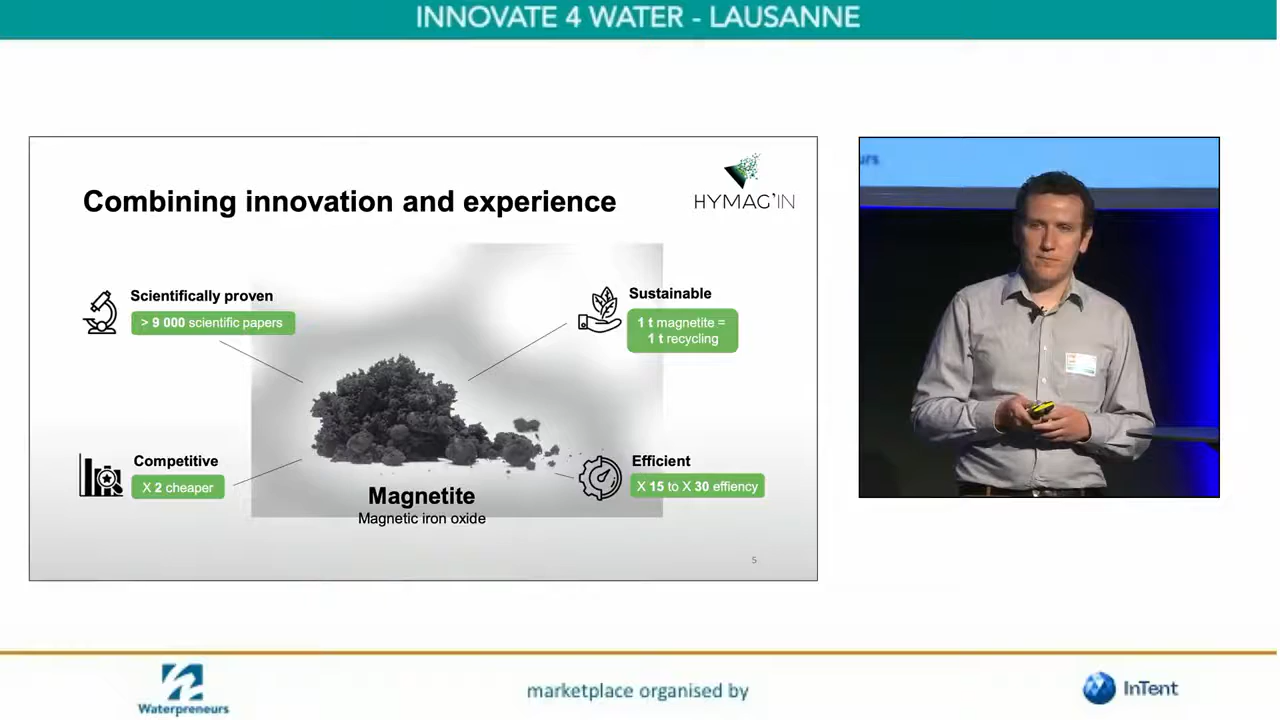 INNOVATE 4 WATER - LAUSANNE
urs
HYMAG'IN
Combining innovation and experience
Scientifically proven
> 9 000 scientific papers
Sustainable
1 t magnetite =
1 t recycling
Competitive
X 2 cheaper
Efficient
X 15 to X 30 effiency
Magnetite
Magnetic iron oxide
5
Waterpreneurs
marketplace organised by
InTent